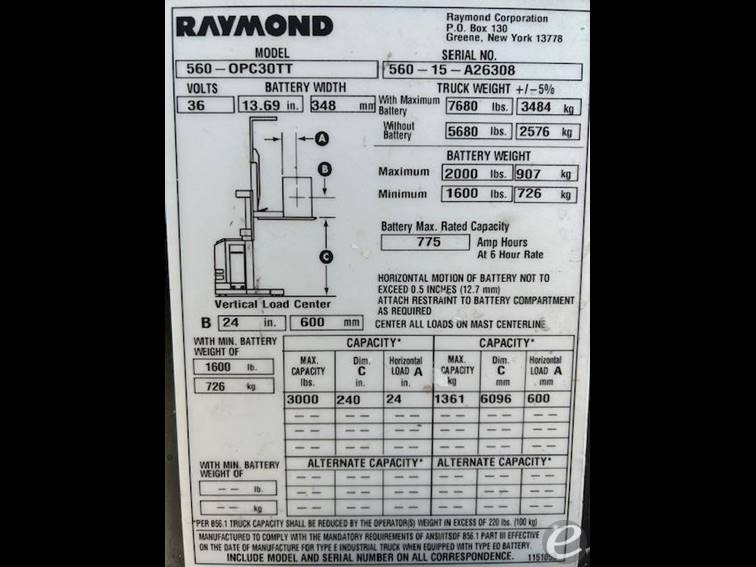 RAYMOND
Raymond Corporation
P.O. Box 130
Greene, New York 13778
MODEL
560-OPC30TT
SERIAL NO.
560-15-A26308
VOLTS
36
BATTERY WIDTH
13.69 in. 348 mm
TRUCK WEIGHT +/-5%
With Maximum Battery 7680 lbs. 3484 kg
Without Battery 5680 lbs. 2576 kg
A
B
C
BATTERY WEIGHT
Maximum 2000 lbs. 907 kg
Minimum 1600 lbs. 726 kg
Battery Max. Rated Capacity
775 Amp Hours
At 6 Hour Rate
HORIZONTAL MOTION OF BATTERY NOT TO
EXCEED 0.5 INCHES (12.7 mm)
ATTACH RESTRAINT TO BATTERY COMPARTMENT
AS REQUIRED
CENTER ALL LOADS ON MAST CENTERLINE
Vertical Load Center
B 24 in. 600 mm
WITH MIN. BATTERY
WEIGHT OF
1600 lb.
726 kg
CAPACITY* CAPACITY*
MAX. CAPACITY lbs. Dim. C in. Horizontal LOAD A in. MAX. CAPACITY kg Dim. C mm Horizontal LOAD A mm
3000 240 24 1361 6096 600
-- -- -- -- -- --
-- -- -- -- -- --
-- -- -- -- -- --
WITH MIN. BATTERY
WEIGHT OF
-- lb.
-- kg
ALTERNATE CAPACITY* ALTERNATE CAPACITY*
-- -- -- -- -- --
-- -- -- -- -- --
-- -- -- -- -- --
*PER B56.1 TRUCK CAPACITY SHALL BE REDUCED BY THE OPERATOR(S) WEIGHT IN EXCESS OF 220 lbs. (100 kg)
MANUFACTURED TO COMPLY WITH THE MANDATORY REQUIREMENTS OF ANSI/ITSDF B56.1 PART III EFFECTIVE
ON THE DATE OF MANUFACTURE FOR TYPE E INDUSTRIAL TRUCK WHEN EQUIPPED WITH TYPE EO BATTERY.
INCLUDE MODEL AND SERIAL NUMBER ON ALL CORRESPONDENCE.
e